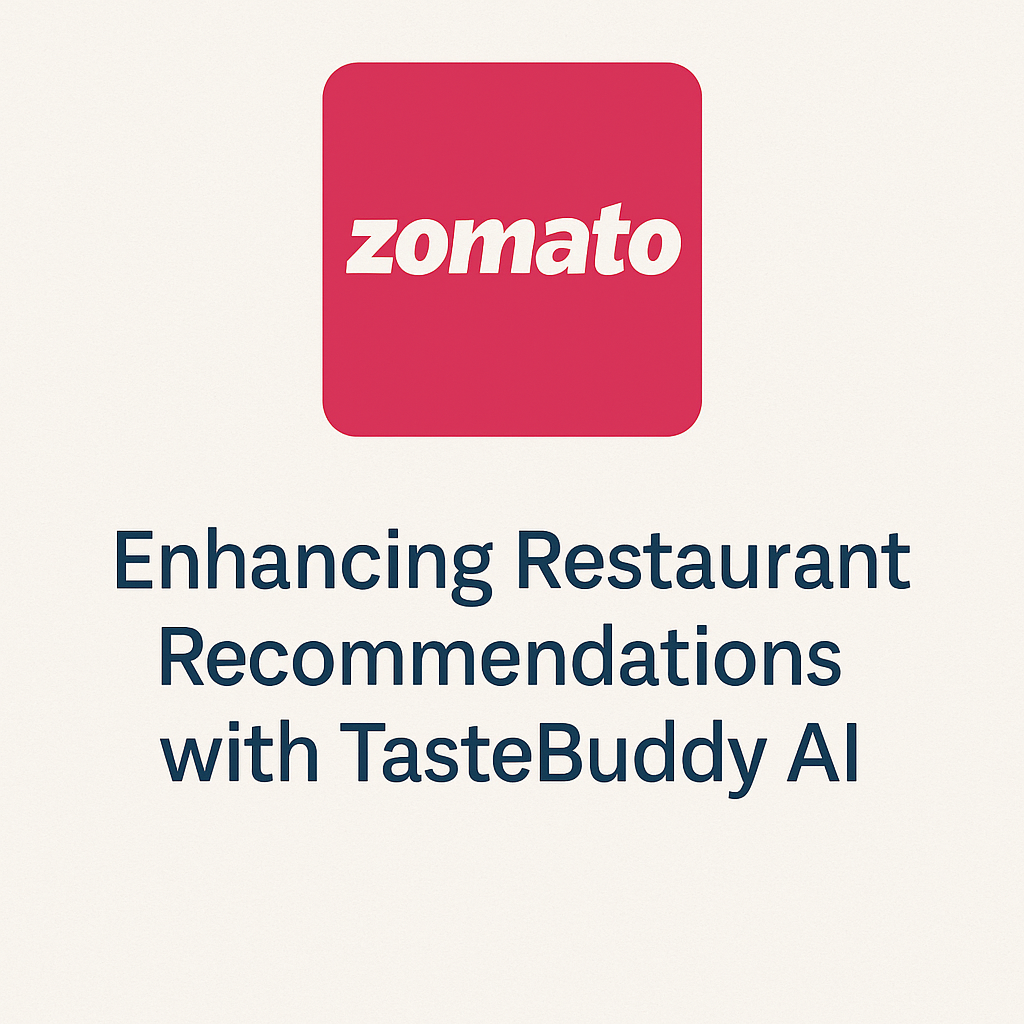 zomato
Enhancing Restaurant
Recommendations
with TasteBuddy AI